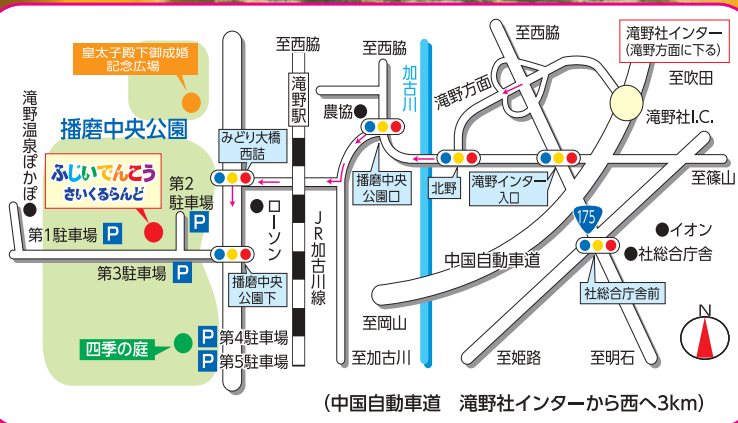 皇太子殿下御成婚
記念広場
至西脇
至西脇
至西脇
滝野社インター
(滝野方面に下る)
至吹田
滝野社I.C.
滝野温泉ぽかぽ
播磨中央公園
滝野駅
農協
加古川
滝野方面
みどり大橋
西詰
ふじいでんこう
さいくるらんど
第2
駐車場
P
播磨中央
公園口
北野
滝野インター
入口
至篠山
第1駐車場 P
ローソン
JR加古川線
175
イオン
社総合庁舎
第3駐車場 P
播磨中央
公園下
中国自動車道
社総合庁舎前
至岡山
四季の庭
P 第4駐車場
P 第5駐車場
至加古川
至姫路
至明石
N
(中国自動車道 滝野社インターから西へ3km)